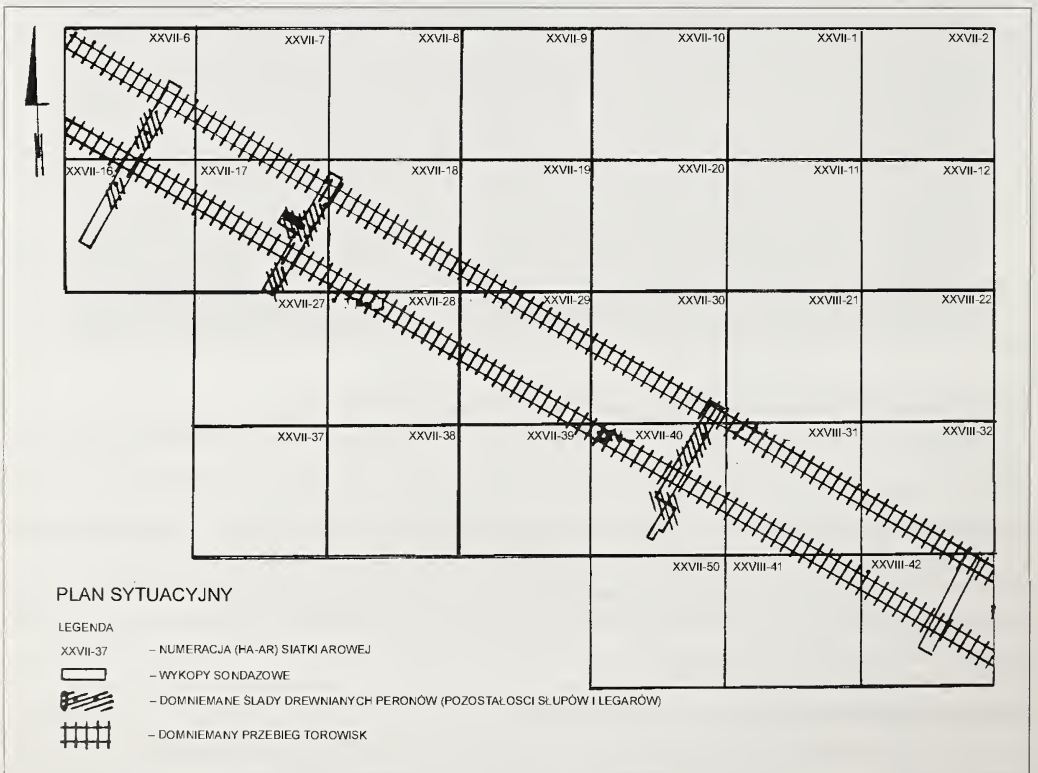 XXVII-6 XXVII-7 XXVII-8 XXVII-9 XXVII-10 XXVII-1 XXVII-2
XXVII-16 XXVII-17 XXVII-18 XXVII-19 XXVII-20 XXVII-11 XXVII-12
XXVII-27 XXVII-28 XXVII-29 XXVII-30 XXVIII-21 XXVIII-22
XXVII-37 XXVII-38 XXVII-39 XXVII-40 XXVIII-31 XXVIII-32
XXVII-50 XXVIII-41 XXVIII-42
N
PLAN SYTUACYJNY
LEGENDA
XXVII-37 – NUMERACJA (HA-AR) SIATKI AROWEJ
– WYKOPY SONDAZOWE
– DOMNIEMANE ŚLADY DREWNIANYCH PERONÓW (POZOSTAŁOSCI SŁUPÓW I LEGARÓW)
– DOMNIEMANY PRZEBIEG TOROWISK